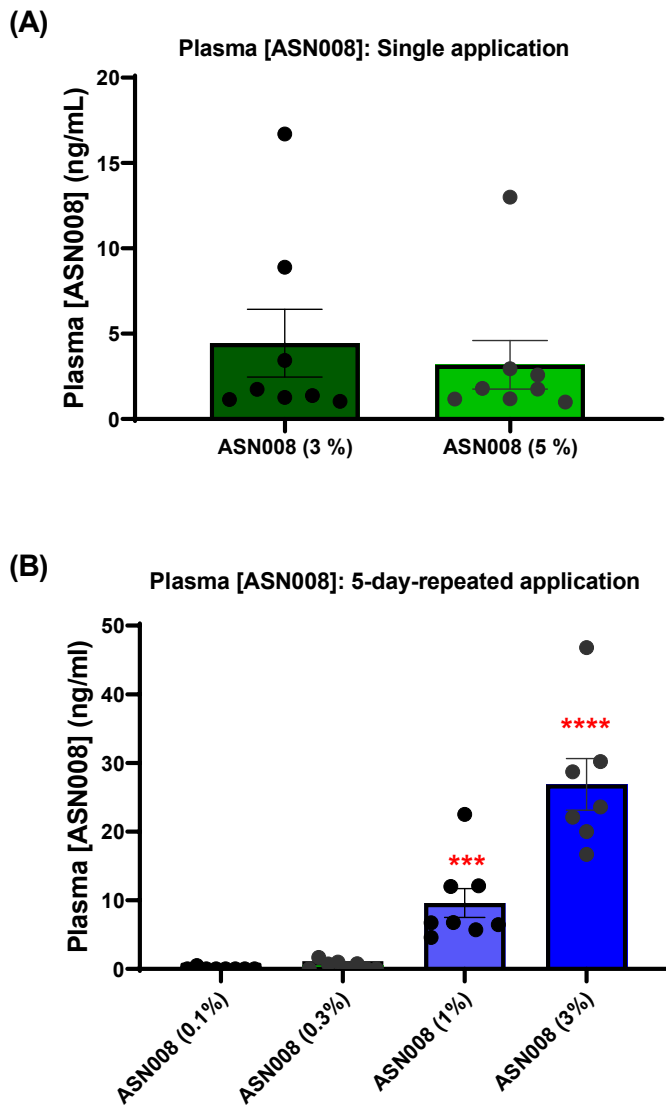 (A)
Plasma [ASN008]: Single application
Plasma [ASN008] (ng/mL)
20
15
10
5
0
ASN008 (3 %)
ASN008 (5 %)
(B)
Plasma [ASN008]: 5-day-repeated application
Plasma [ASN008] (ng/ml)
50
40
30
20
10
0
***
****
ASN008 (0.1%)
ASN008 (0.3%)
ASN008 (1%)
ASN008 (3%)